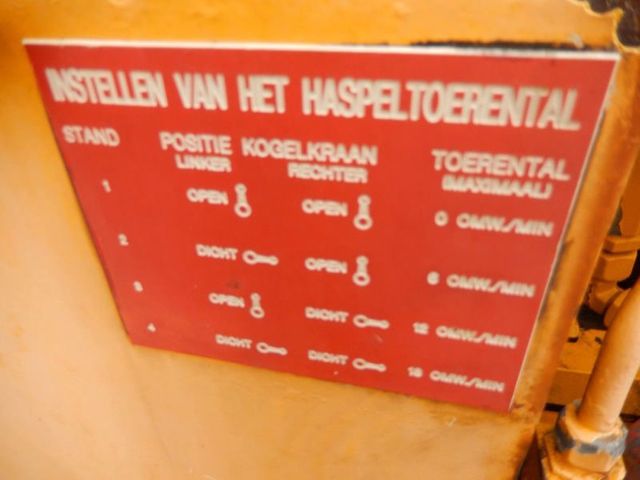 INSTELLEN VAN HET HASPELTOERENTAL
STAND POSITIE KOGELKRAAN TOERENTAL
LINKER RECHTER (MAXIMAAL)
1 OPEN OPEN 0 OMW./MIN
2 DICHT OPEN 6 OMW./MIN
3 OPEN DICHT 12 OMW./MIN
4 DICHT DICHT 18 OMW./MIN